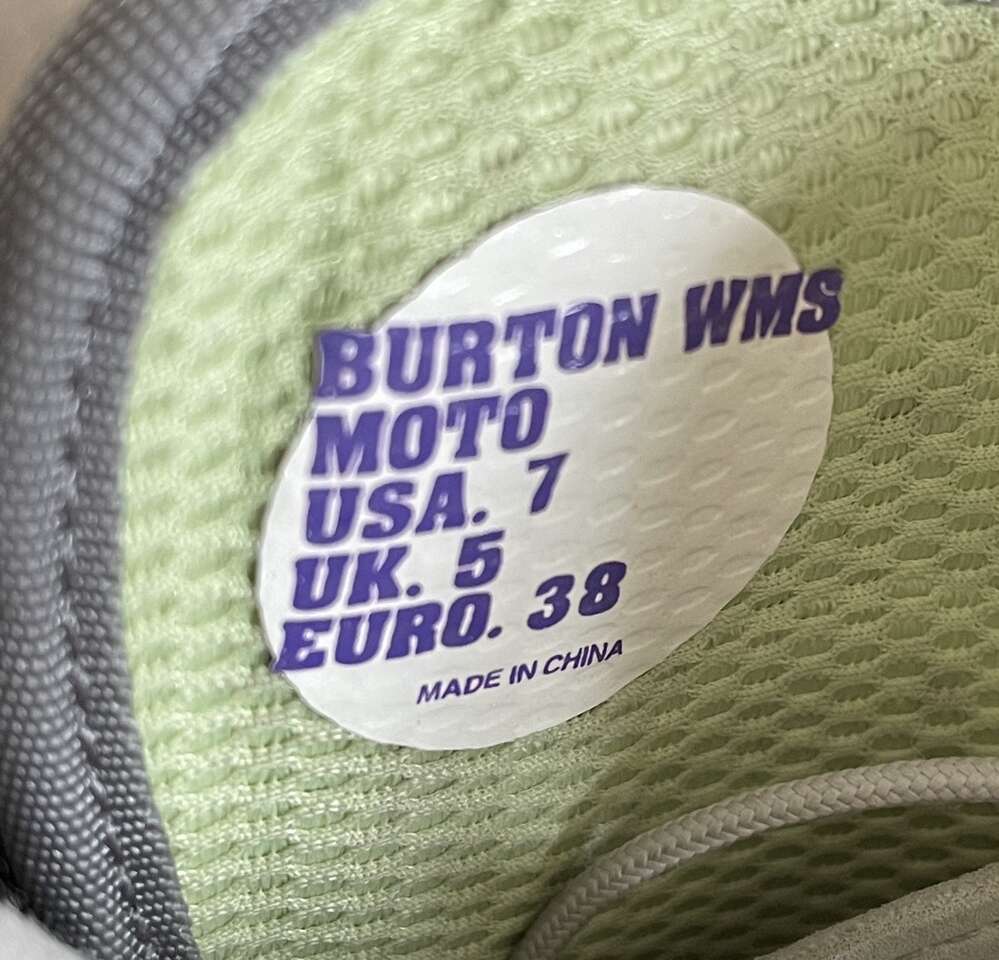 BURTON WMS
MOTO
USA. 7
UK. 5
EURO. 38
MADE IN CHINA